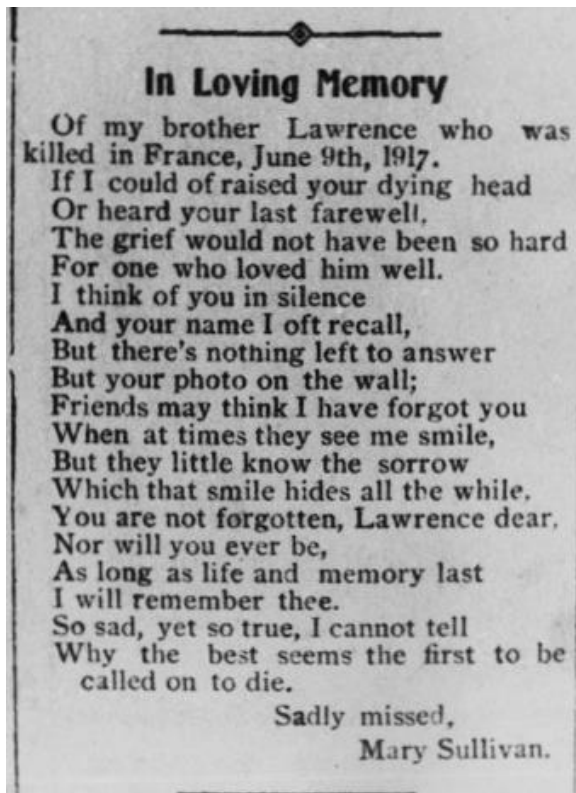 In Loving Memory
Of my brother Lawrence who was
killed in France, June 9th, 1917.
If I could of raised your dying head
Or heard your last farewell,
The grief would not have been so hard
For one who loved him well.
I think of you in silence
And your name I oft recall,
But there's nothing left to answer
But your photo on the wall;
Friends may think I have forgot you
When at times they see me smile,
But they little know the sorrow
Which that smile hides all the while.
You are not forgotten, Lawrence dear,
Nor will you ever be,
As long as life and memory last
I will remember thee.
So sad, yet so true, I cannot tell
Why the best seems the first to be
called on to die.
Sadly missed,
Mary Sullivan.